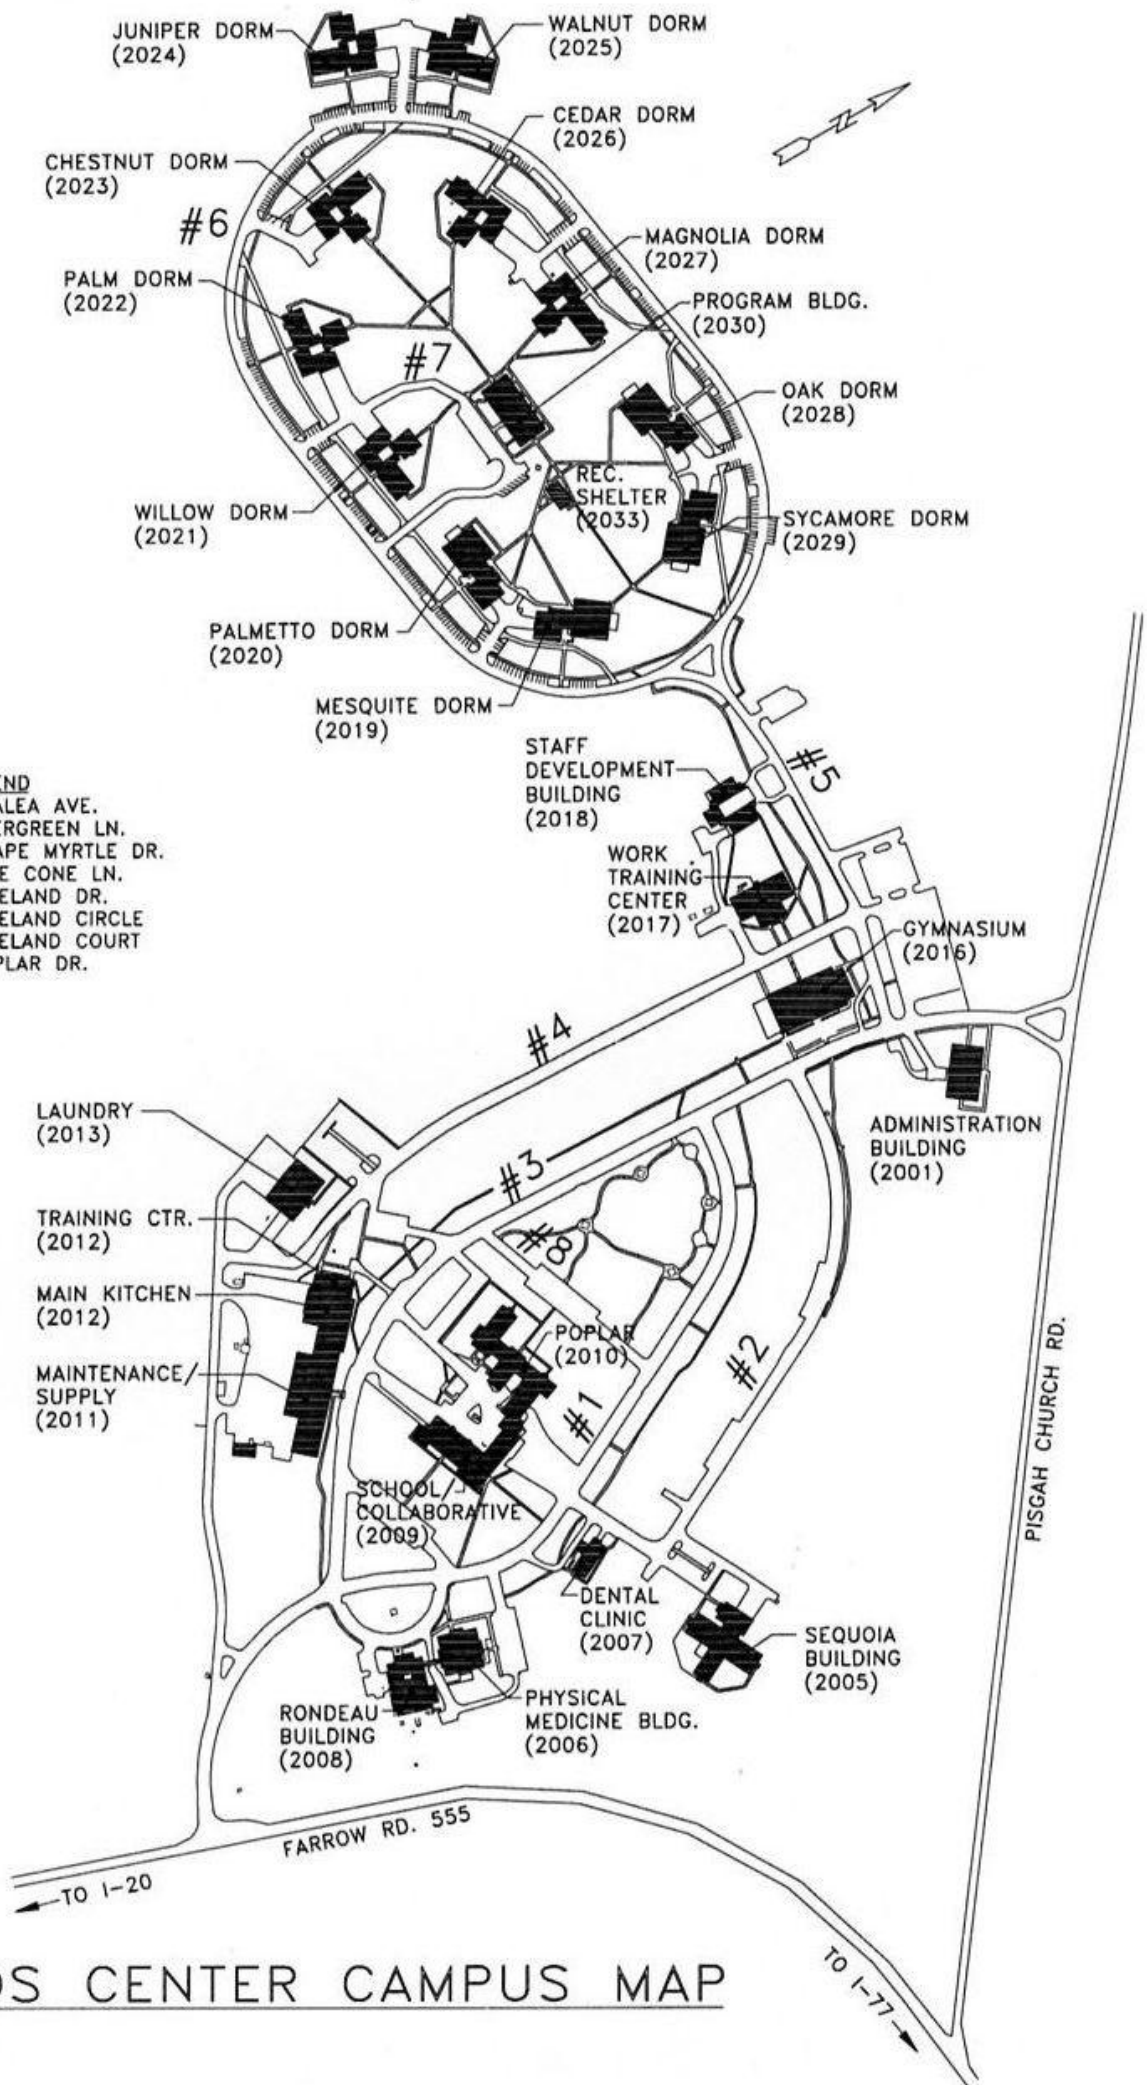 JUNIPER DORM
(2024)
WALNUT DORM
(2025)
CEDAR DORM
(2026)
N
CHESTNUT DORM
(2023)
#6
MAGNOLIA DORM
(2027)
PALM DORM
(2022)
PROGRAM BLDG.
(2030)
#7
OAK DORM
(2028)
REC.
SHELTER
(2033)
WILLOW DORM
(2021)
SYCAMORE DORM
(2029)
PALMETTO DORM
(2020)
MESQUITE DORM
(2019)
STAFF
DEVELOPMENT
BUILDING
(2018)
#5
END
ALEA AVE.
ERGREEN LN.
APE MYRTLE DR.
E CONE LN.
ELAND DR.
ELAND CIRCLE
ELAND COURT
PLAR DR.
WORK
TRAINING
CENTER
(2017)
GYMNASIUM
(2016)
#4
LAUNDRY
(2013)
ADMINISTRATION
BUILDING
(2001)
#3
TRAINING CTR.
(2012)
#8
MAIN KITCHEN
(2012)
POPLAR
(2010)
#2
MAINTENANCE/
SUPPLY
(2011)
#1
PISGAH CHURCH RD.
SCHOOL/
COLLABORATIVE
(2009)
DENTAL
CLINIC
(2007)
SEQUOIA
BUILDING
(2005)
RONDEAU
BUILDING
(2008)
PHYSICAL
MEDICINE BLDG.
(2006)
FARROW RD. 555
TO I-20
TO I-77
DS CENTER CAMPUS MAP